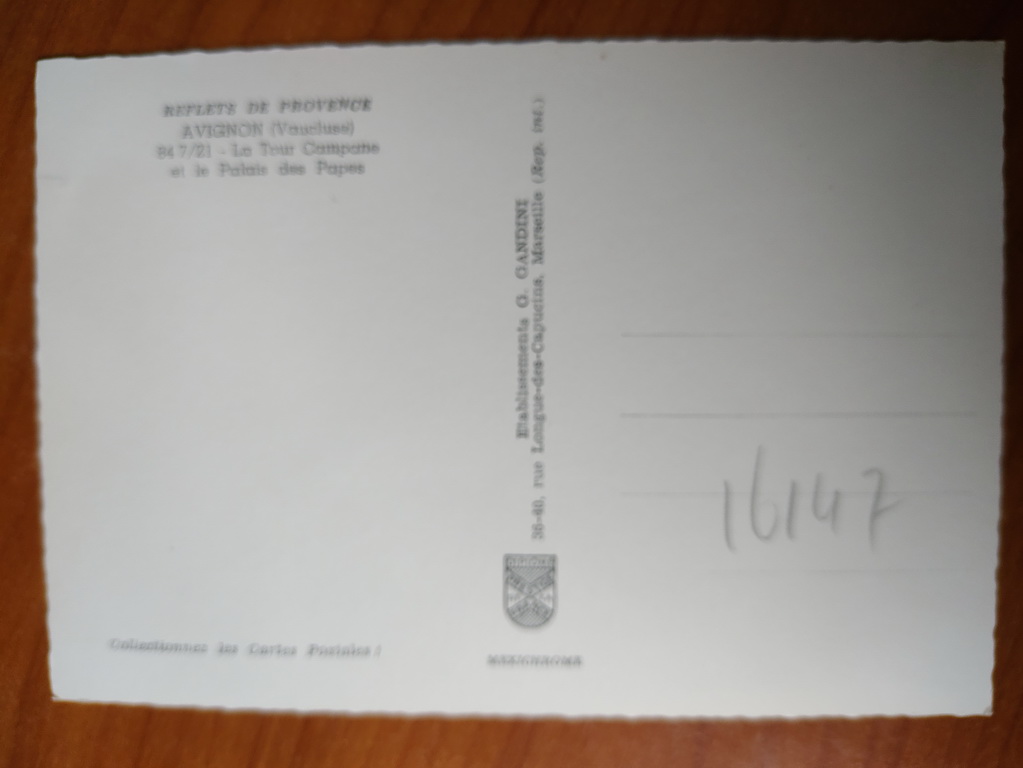 REFLETS DE PROVENCE
AVIGNON (Vaucluse)
84 7/21 - La Tour Campane
et le Palais des Papes
Etablissements G. GANDINI
36-40, rue Longue-des-Capucins, Marseille (Rep. int.)
16147
Collectionnez les Cartes Postales !
MEXICHROME